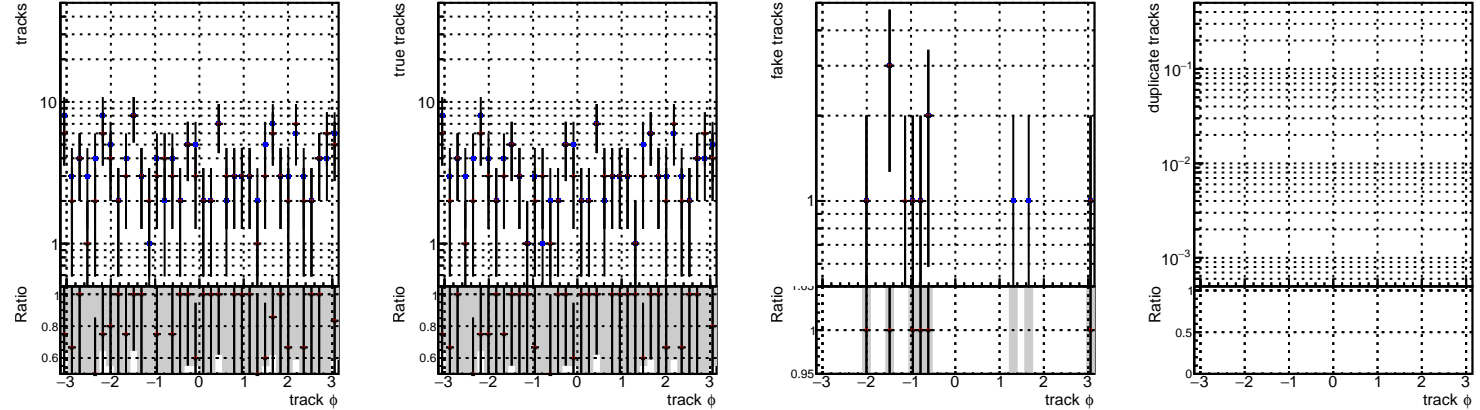 tracks
10
1
Ratio
1
0.8
0.6
−3 −2 −1 0 1 2 3
track ϕ
true tracks
10
1
Ratio
1
0.8
0.6
−3 −2 −1 0 1 2 3
track ϕ
fake tracks
1
Ratio
1.05
1
0.95
−3 −2 −1 0 1 2 3
track ϕ
duplicate tracks
10−1
10−2
10−3
Ratio
1
0.5
0
−3 −2 −1 0 1 2 3
track ϕ